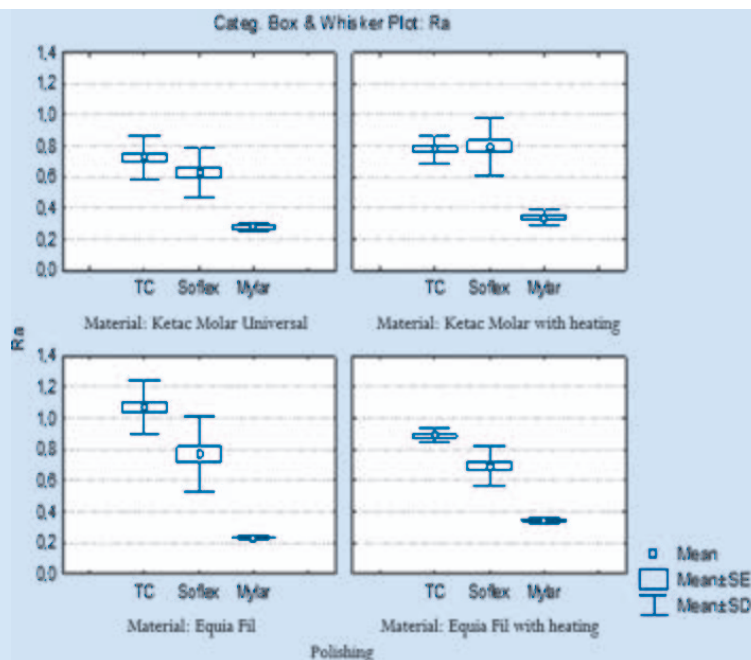 Categ. Box & Whisker Plot: Ra
1,4
1,2
1,0
0,8
0,6
0,4
0,2
0,0
TC Soflex Mylar
TC Soflex Mylar
Material: Ketac Molar Universal
Material: Ketac Molar with heating
Ra
1,4
1,2
1,0
0,8
0,6
0,4
0,2
0,0
TC Soflex Mylar
TC Soflex Mylar
Material: Equia Fil
Material: Equia Fil with heating
Polishing
Mean
Mean±SE
Mean±SD